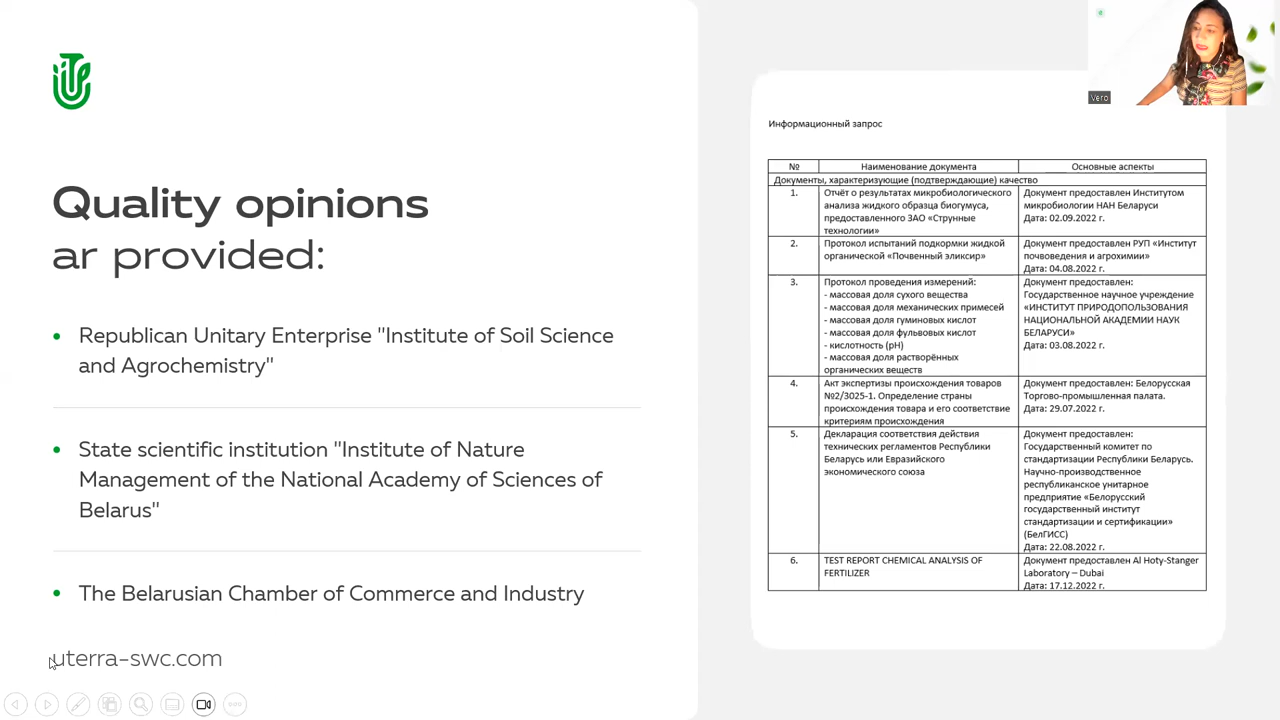 Quality opinions
ar provided:
• Republican Unitary Enterprise "Institute of Soil Science
and Agrochemistry"
• State scientific institution "Institute of Nature
Management of the National Academy of Sciences of
Belarus"
• The Belarusian Chamber of Commerce and Industry
uterra-swc.com
Vero
Информационный запрос
№ Наименование документа Основные аспекты
Документы, характеризующие (подтверждающие) качество
1. Отчёт о результатах микробиологического Документ предоставлен Институтом
анализа жидкого образца биогумуса, микробиологии НАН Беларуси
предоставленного ЗАО «Струнные Дата: 02.09.2022 г.
технологии»
2. Протокол испытаний подкормки жидкой Документ предоставлен РУП «Институт
органической «Почвенный эликсир» почвоведения и агрохимии»
Дата: 04.08.2022 г.
3. Протокол проведения измерений: Документ предоставлен:
- массовая доля сухого вещества Государственное научное учреждение
- массовая доля механических примесей «ИНСТИТУТ ПРИРОДОПОЛЬЗОВАНИЯ
- массовая доля гуминовых кислот НАЦИОНАЛЬНОЙ АКАДЕМИИ НАУК
- массовая доля фульвовых кислот БЕЛАРУСИ»
- кислотность (pH) Дата: 03.08.2022 г.
- массовая доля растворённых
органических веществ
4. Акт экспертизы происхождения товаров Документ предоставлен: Белорусская
№2/3025-1. Определение страны Торгово-промышленная палата.
происхождения товара и его соответствие Дата: 29.07.2022 г.
критериям происхождения
5. Декларация соответствия действия Документ предоставлен:
технических регламентов Республики Государственный комитет по
Беларусь или Евразийского стандартизации Республики Беларусь.
экономического союза Научно-производственное
республиканское унитарное
предприятие «Белорусский
государственный институт
стандартизации и сертификации»
(БелГИСС)
Дата: 22.08.2022 г.
6. TEST REPORT CHEMICAL ANALYSIS OF Документ предоставлен Al Hoty-Stanger
FERTILIZER Laboratory – Dubai
Дата: 17.12.2022 г.